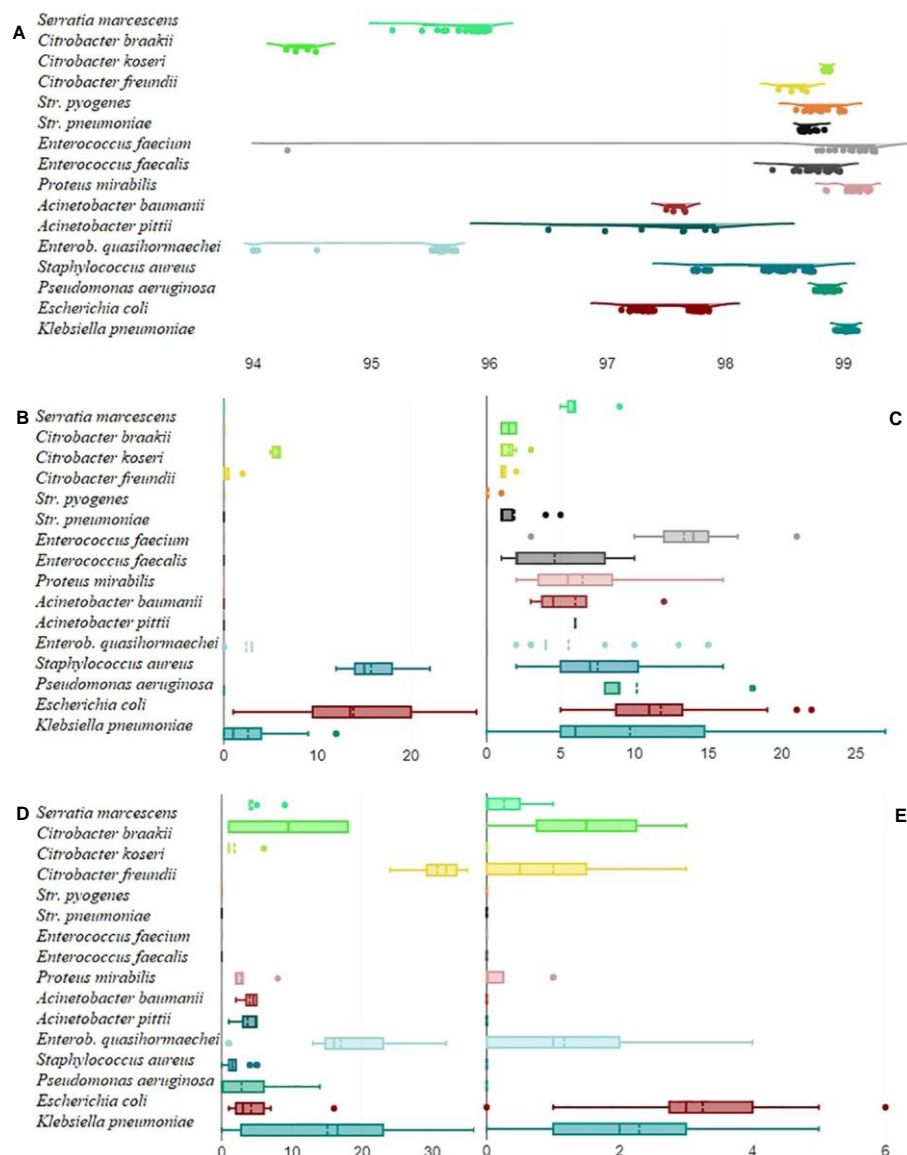 A
Serratia marcescens
Citrobacter braakii
Citrobacter koseri
Citrobacter freundii
Str. pyogenes
Str. pneumoniae
Enterococcus faecium
Enterococcus faecalis
Proteus mirabilis
Acinetobacter baumanii
Acinetobacter pittii
Enterob. quasihormaechei
Staphylococcus aureus
Pseudomonas aeruginosa
Escherichia coli
Klebsiella pneumoniae
94 95 96 97 98 99
B
C
Serratia marcescens
Citrobacter braakii
Citrobacter koseri
Citrobacter freundii
Str. pyogenes
Str. pneumoniae
Enterococcus faecium
Enterococcus faecalis
Proteus mirabilis
Acinetobacter baumanii
Acinetobacter pittii
Enterob. quasihormaechei
Staphylococcus aureus
Pseudomonas aeruginosa
Escherichia coli
Klebsiella pneumoniae
0 10 20 0 5 10 15 20 25
D
E
Serratia marcescens
Citrobacter braakii
Citrobacter koseri
Citrobacter freundii
Str. pyogenes
Str. pneumoniae
Enterococcus faecium
Enterococcus faecalis
Proteus mirabilis
Acinetobacter baumanii
Acinetobacter pittii
Enterob. quasihormaechei
Staphylococcus aureus
Pseudomonas aeruginosa
Escherichia coli
Klebsiella pneumoniae
0 10 20 30 0 2 4 6